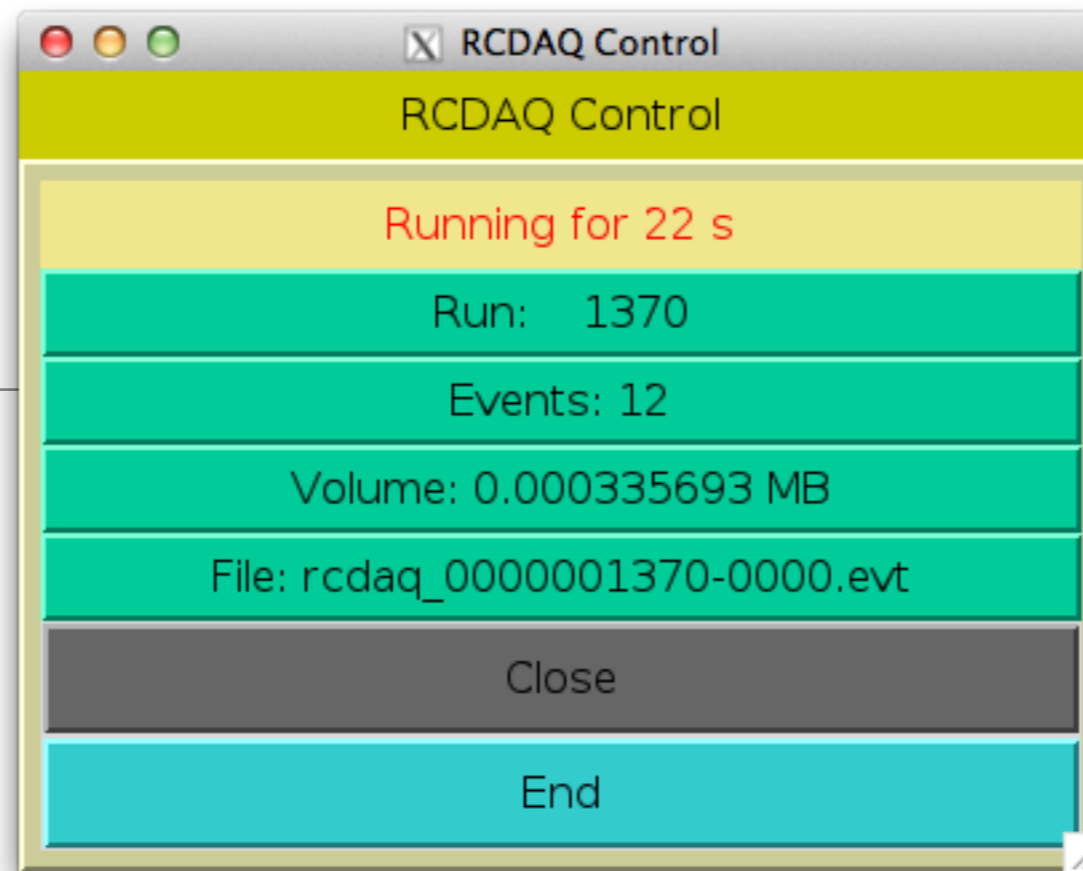 RCDAQ Control
RCDAQ Control
Running for 22 s
Run: 1370
Events: 12
Volume: 0.000335693 MB
File: rcdaq_0000001370-0000.evt
Close
End